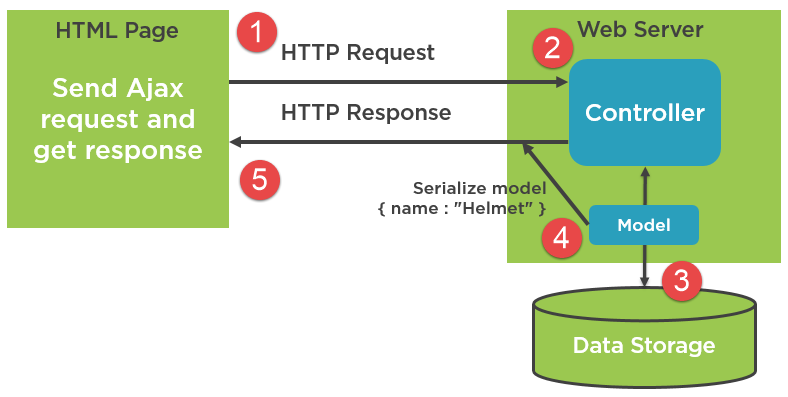 HTML Page
Send Ajax
request and
get response
1
HTTP Request
HTTP Response
5
Web Server
2
Controller
Serialize model
{ name : "Helmet" }
4
Model
3
Data Storage